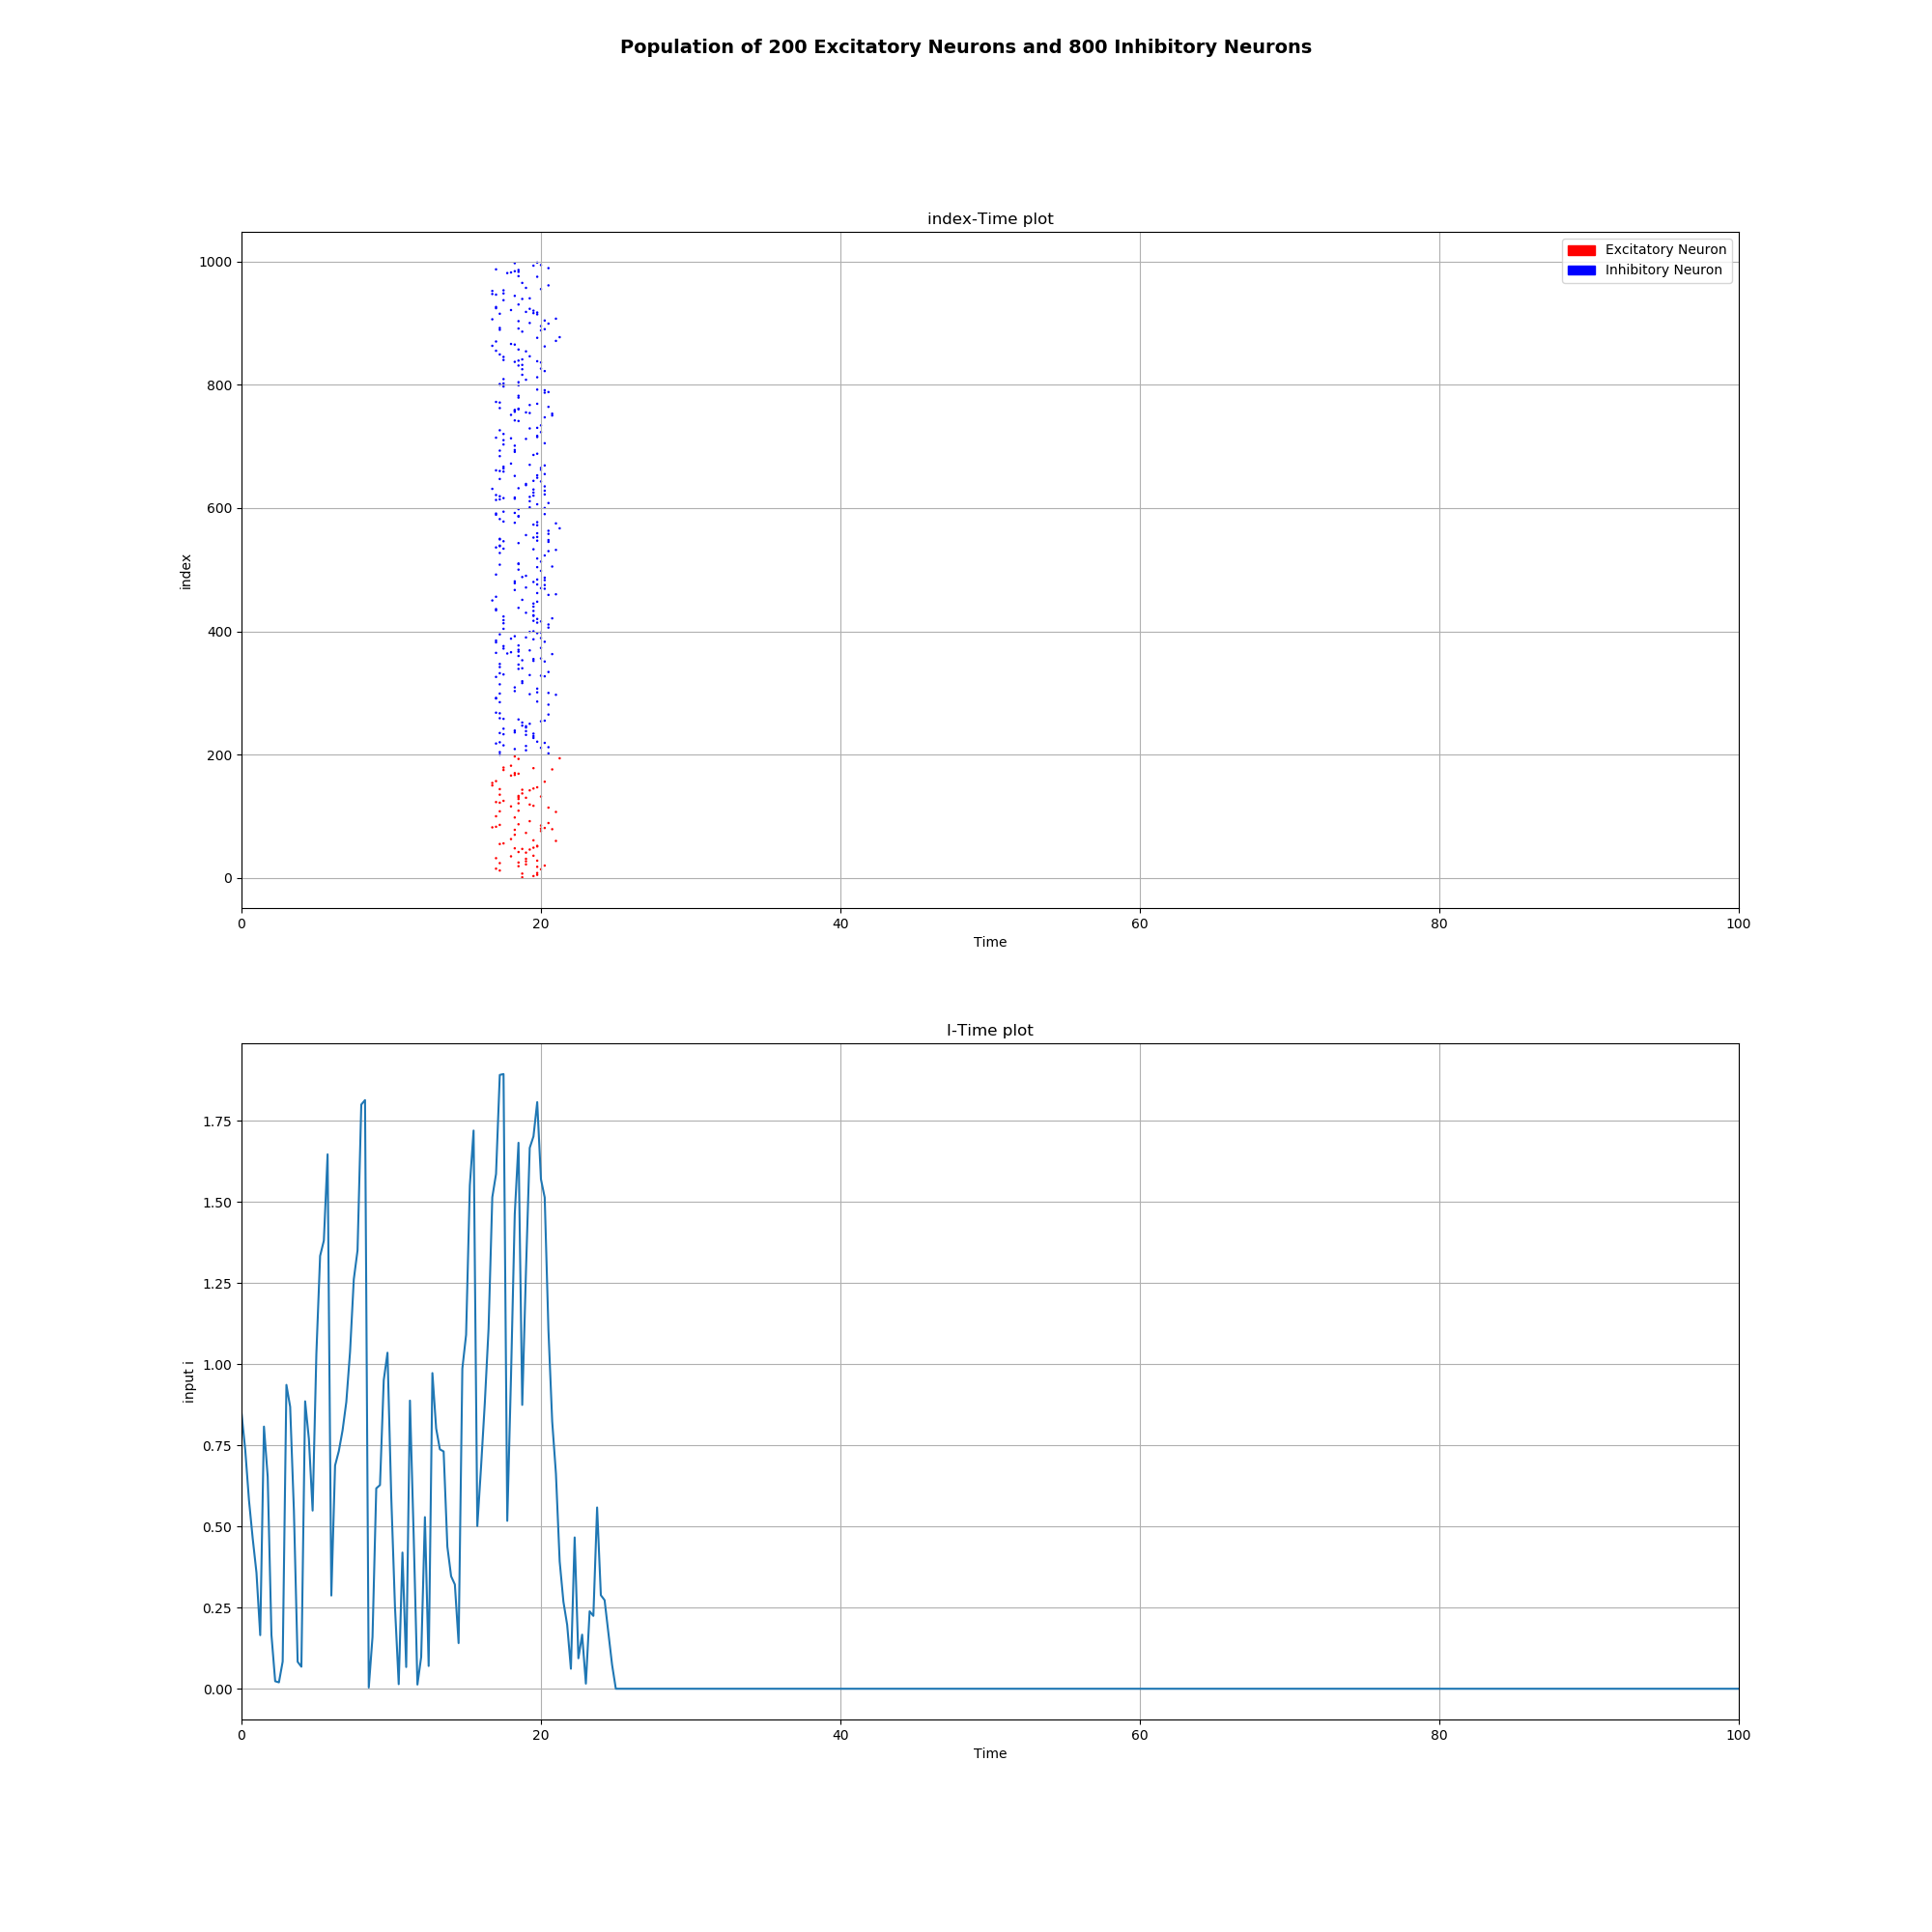 Population of 200 Excitatory Neurons and 800 Inhibitory Neurons
index-Time plot
Excitatory Neuron
Inhibitory Neuron
1000
800
600
400
200
0
index
0 20 40 60 80 100
Time
I-Time plot
1.75
1.50
1.25
1.00
0.75
0.50
0.25
0.00
input i
0 20 40 60 80 100
Time